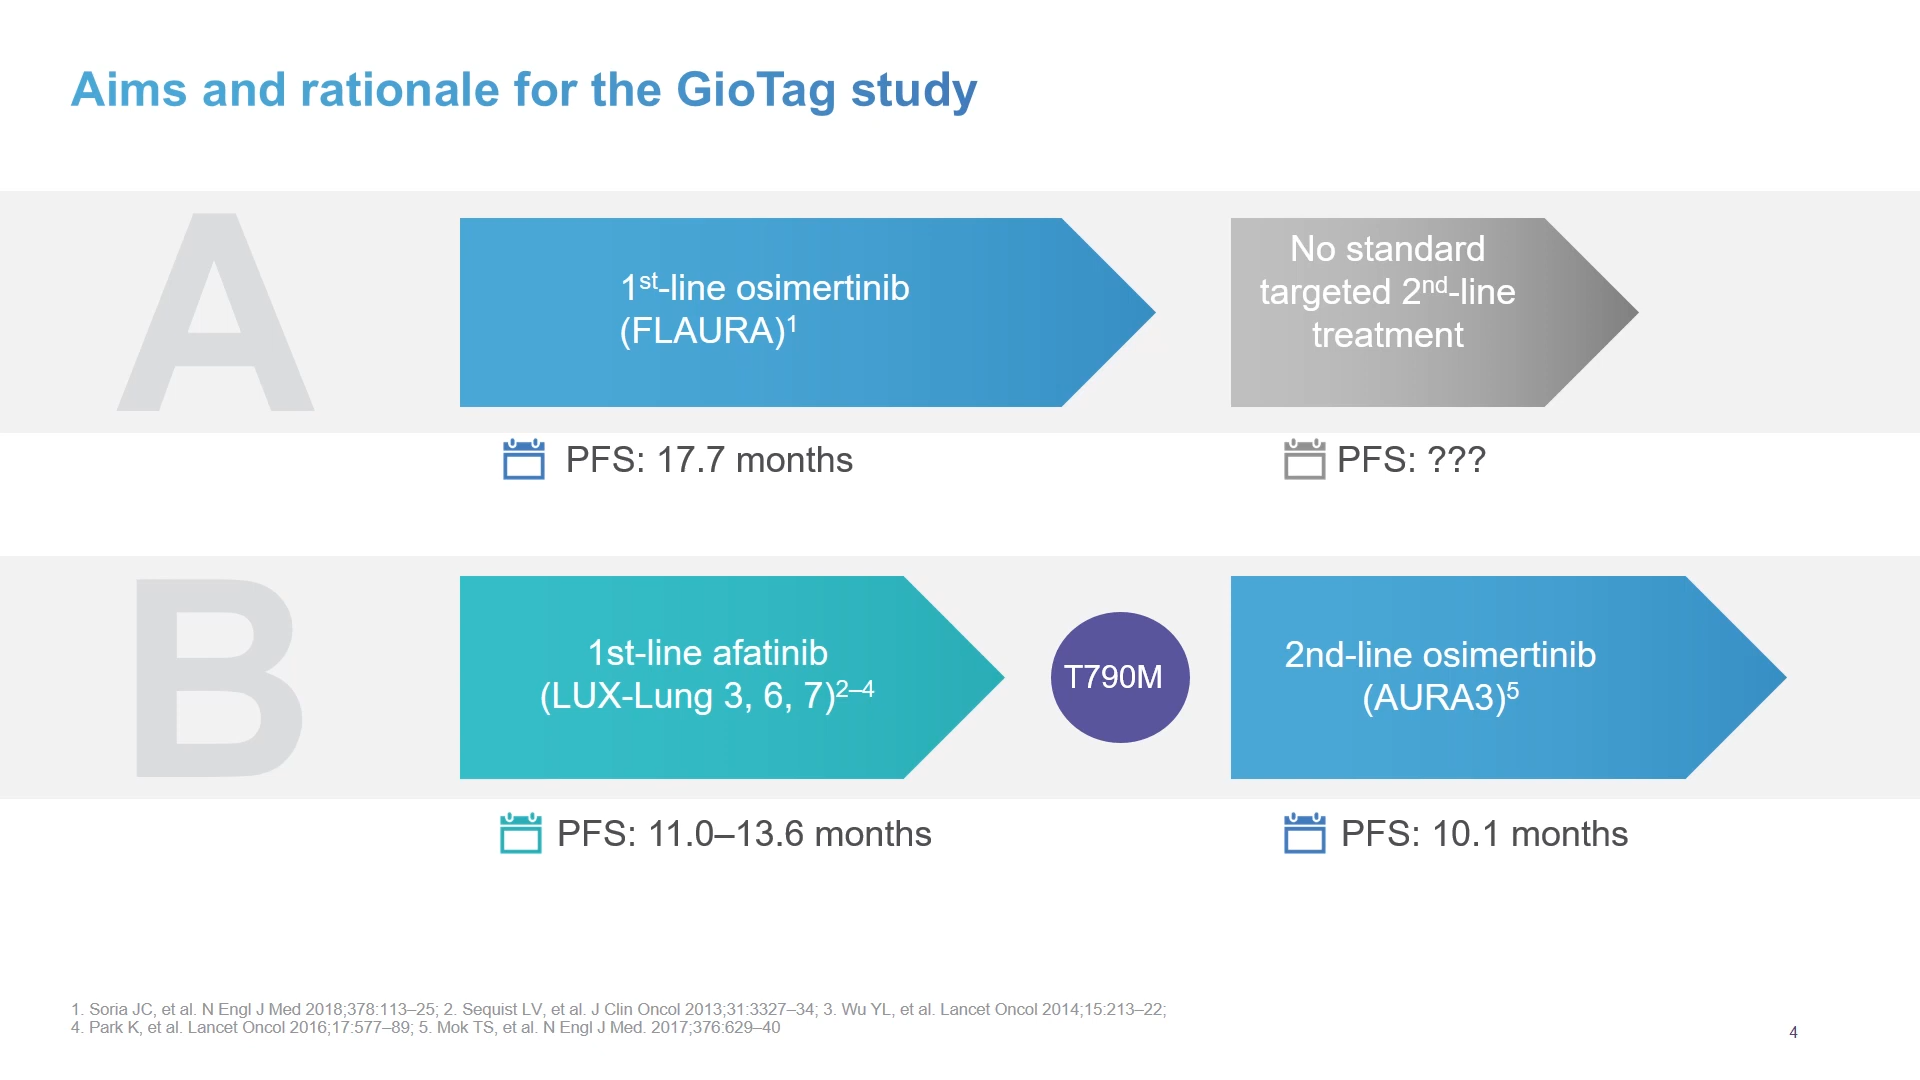 Aims and rationale for the GioTag study
A
1st-line osimertinib
(FLAURA)1
No standard
targeted 2nd-line
treatment
PFS: 17.7 months
PFS: ???
B
1st-line afatinib
(LUX-Lung 3, 6, 7)2–4
T790M
2nd-line osimertinib
(AURA3)5
PFS: 11.0–13.6 months
PFS: 10.1 months
1. Soria JC, et al. N Engl J Med 2018;378:113–25; 2. Sequist LV, et al. J Clin Oncol 2013;31:3327–34; 3. Wu YL, et al. Lancet Oncol 2014;15:213–22;
4. Park K, et al. Lancet Oncol 2016;17:577–89; 5. Mok TS, et al. N Engl J Med. 2017;376:629–40
4